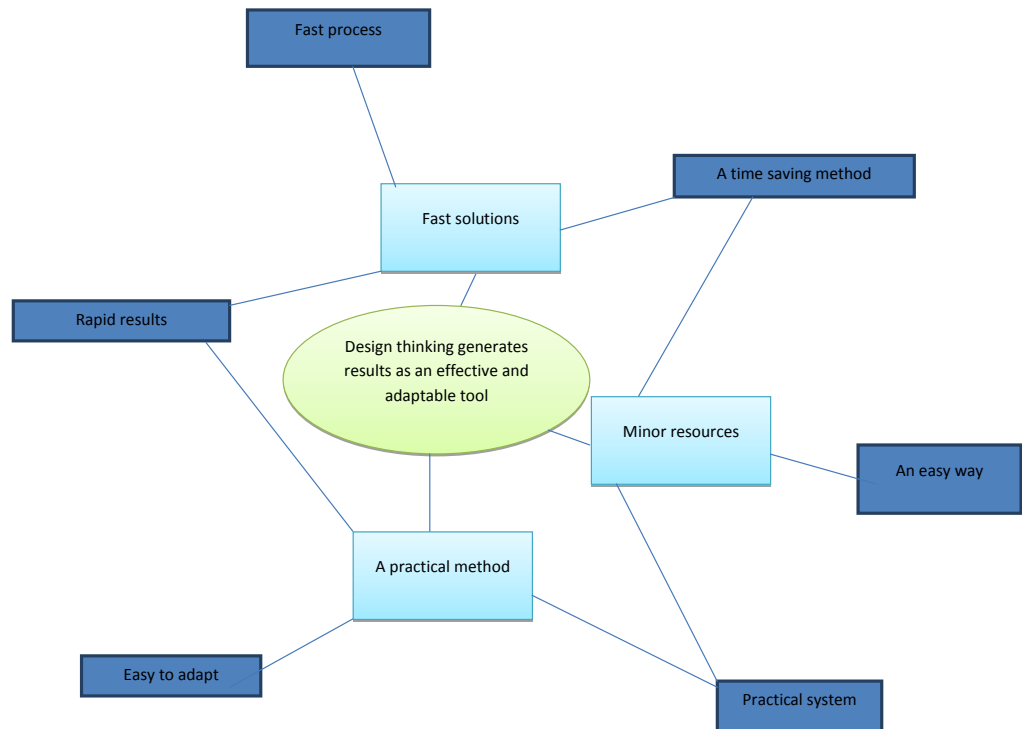 Fast process
A time saving method
Fast solutions
Rapid results
Design thinking generates
results as an effective and
adaptable tool
Minor resources
An easy way
A practical method
Easy to adapt
Practical system